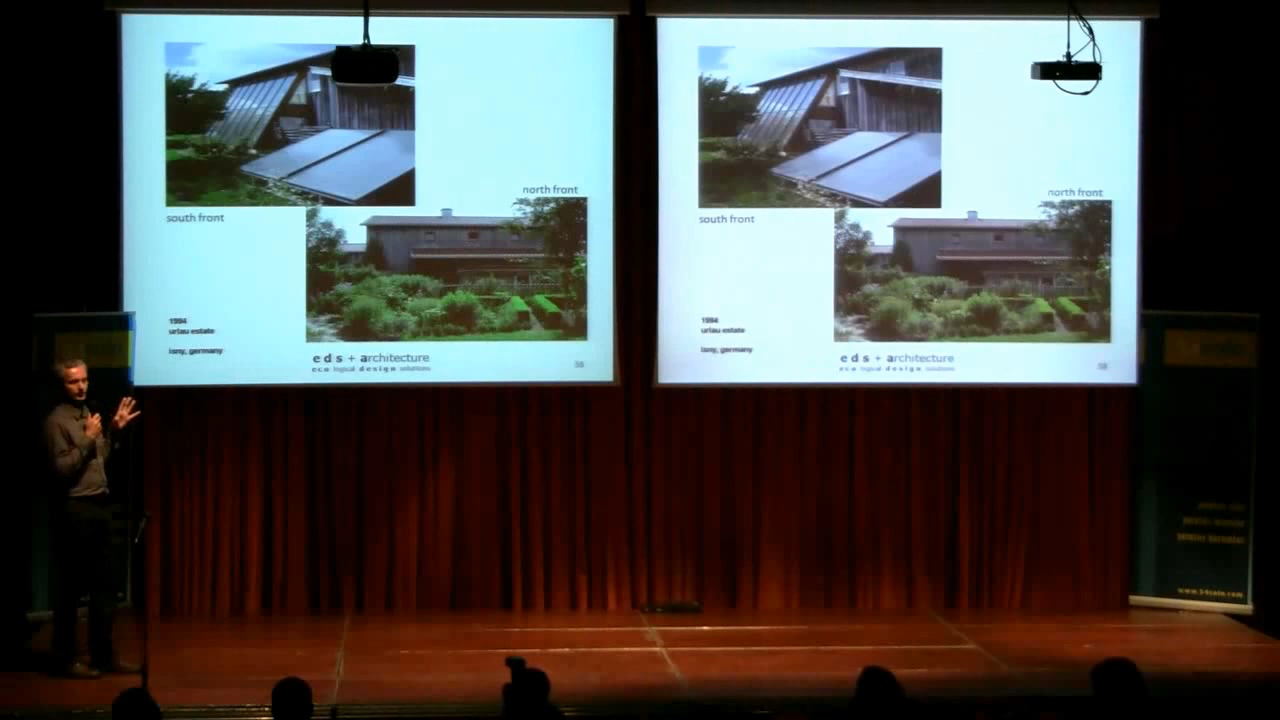 north front
south front
1994
urlau estate
isny, germany
eds + architecture
eco logical design solutions
58
north front
south front
1994
urlau estate
isny, germany
eds + architecture
eco logical design solutions
58